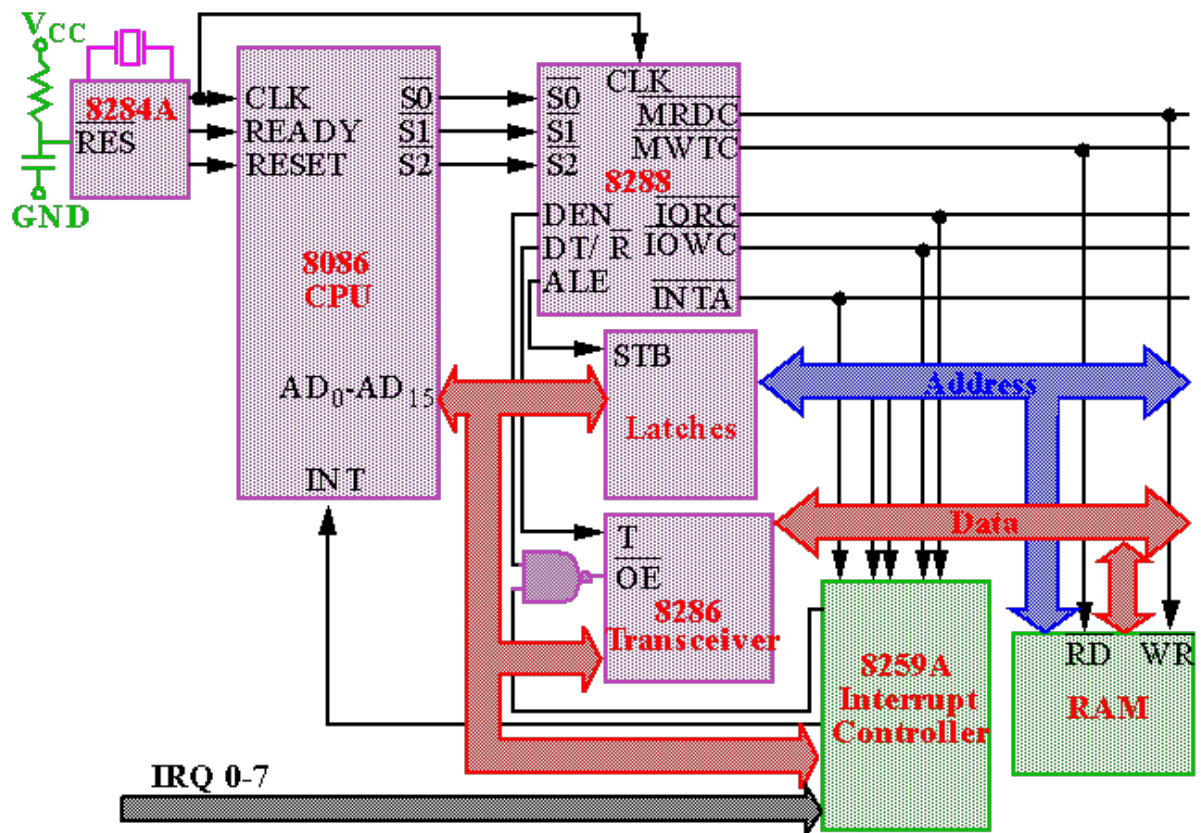 VCC
8284A
RES
GND
CLK
READY
RESET
S0
S1
S2
8086
CPU
AD0-AD15
INT
CLK
S0
S1
S2
8288
MRDC
MWTC
DEN
DT/ R
ALE
IORC
IOWC
INTA
STB
Latches
Address
Data
T
OE
8286
Transceiver
8259A
Interrupt
Controller
RD
WR
RAM
IRQ 0-7